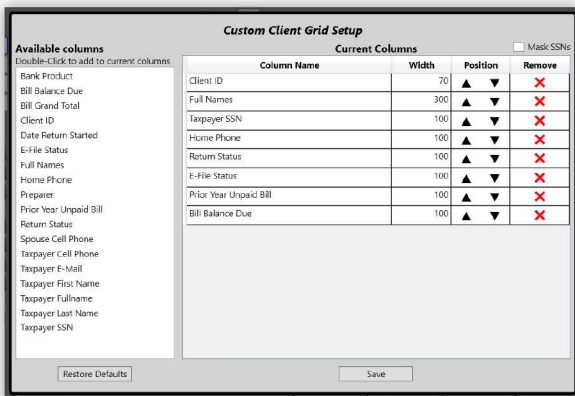 Custom Client Grid Setup
Available columns
Current Columns
Mask SSNs
Double-Click to add to current columns
Bank Product
Bill Balance Due
Bill Grand Total
Client ID
Date Return Started
E-File Status
Full Names
Home Phone
Preparer
Prior Year Unpaid Bill
Return Status
Spouse Cell Phone
Taxpayer Cell Phone
Taxpayer E-Mail
Taxpayer First Name
Taxpayer Fullname
Taxpayer Last Name
Taxpayer SSN
Column Name Width Position Remove
Client ID 70
Full Names 300
Taxpayer SSN 100
Home Phone 100
Return Status 100
E-File Status 100
Prior Year Unpaid Bill 100
Bill Balance Due 100
Restore Defaults
Save